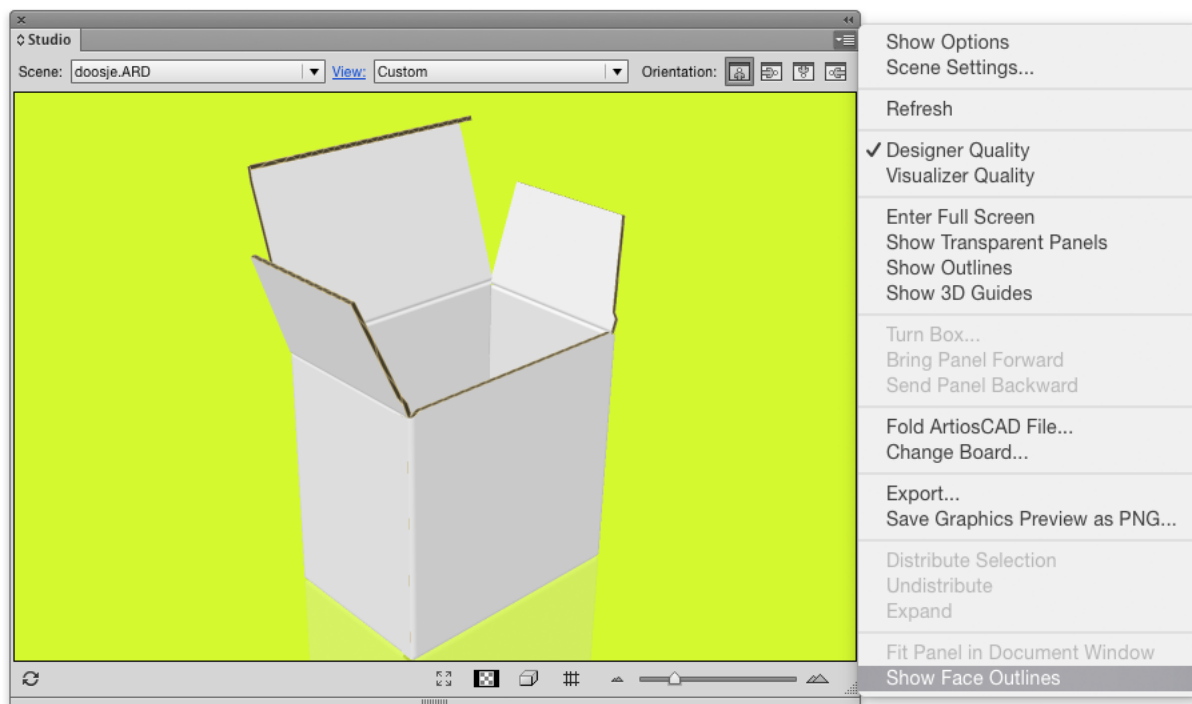 Studio
Scene: doosje.ARD View: Custom Orientation:
Show Options
Scene Settings...
Refresh
✓ Designer Quality
Visualizer Quality
Enter Full Screen
Show Transparent Panels
Show Outlines
Show 3D Guides
Turn Box...
Bring Panel Forward
Send Panel Backward
Fold ArtiosCAD File...
Change Board...
Export...
Save Graphics Preview as PNG...
Distribute Selection
Undistribute
Expand
Fit Panel in Document Window
Show Face Outlines